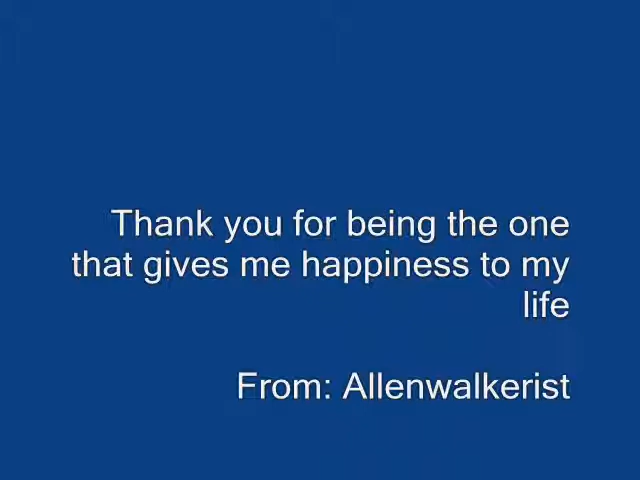 Thank you for being the one
that gives me happiness to my
life
From: Allenwalkerist